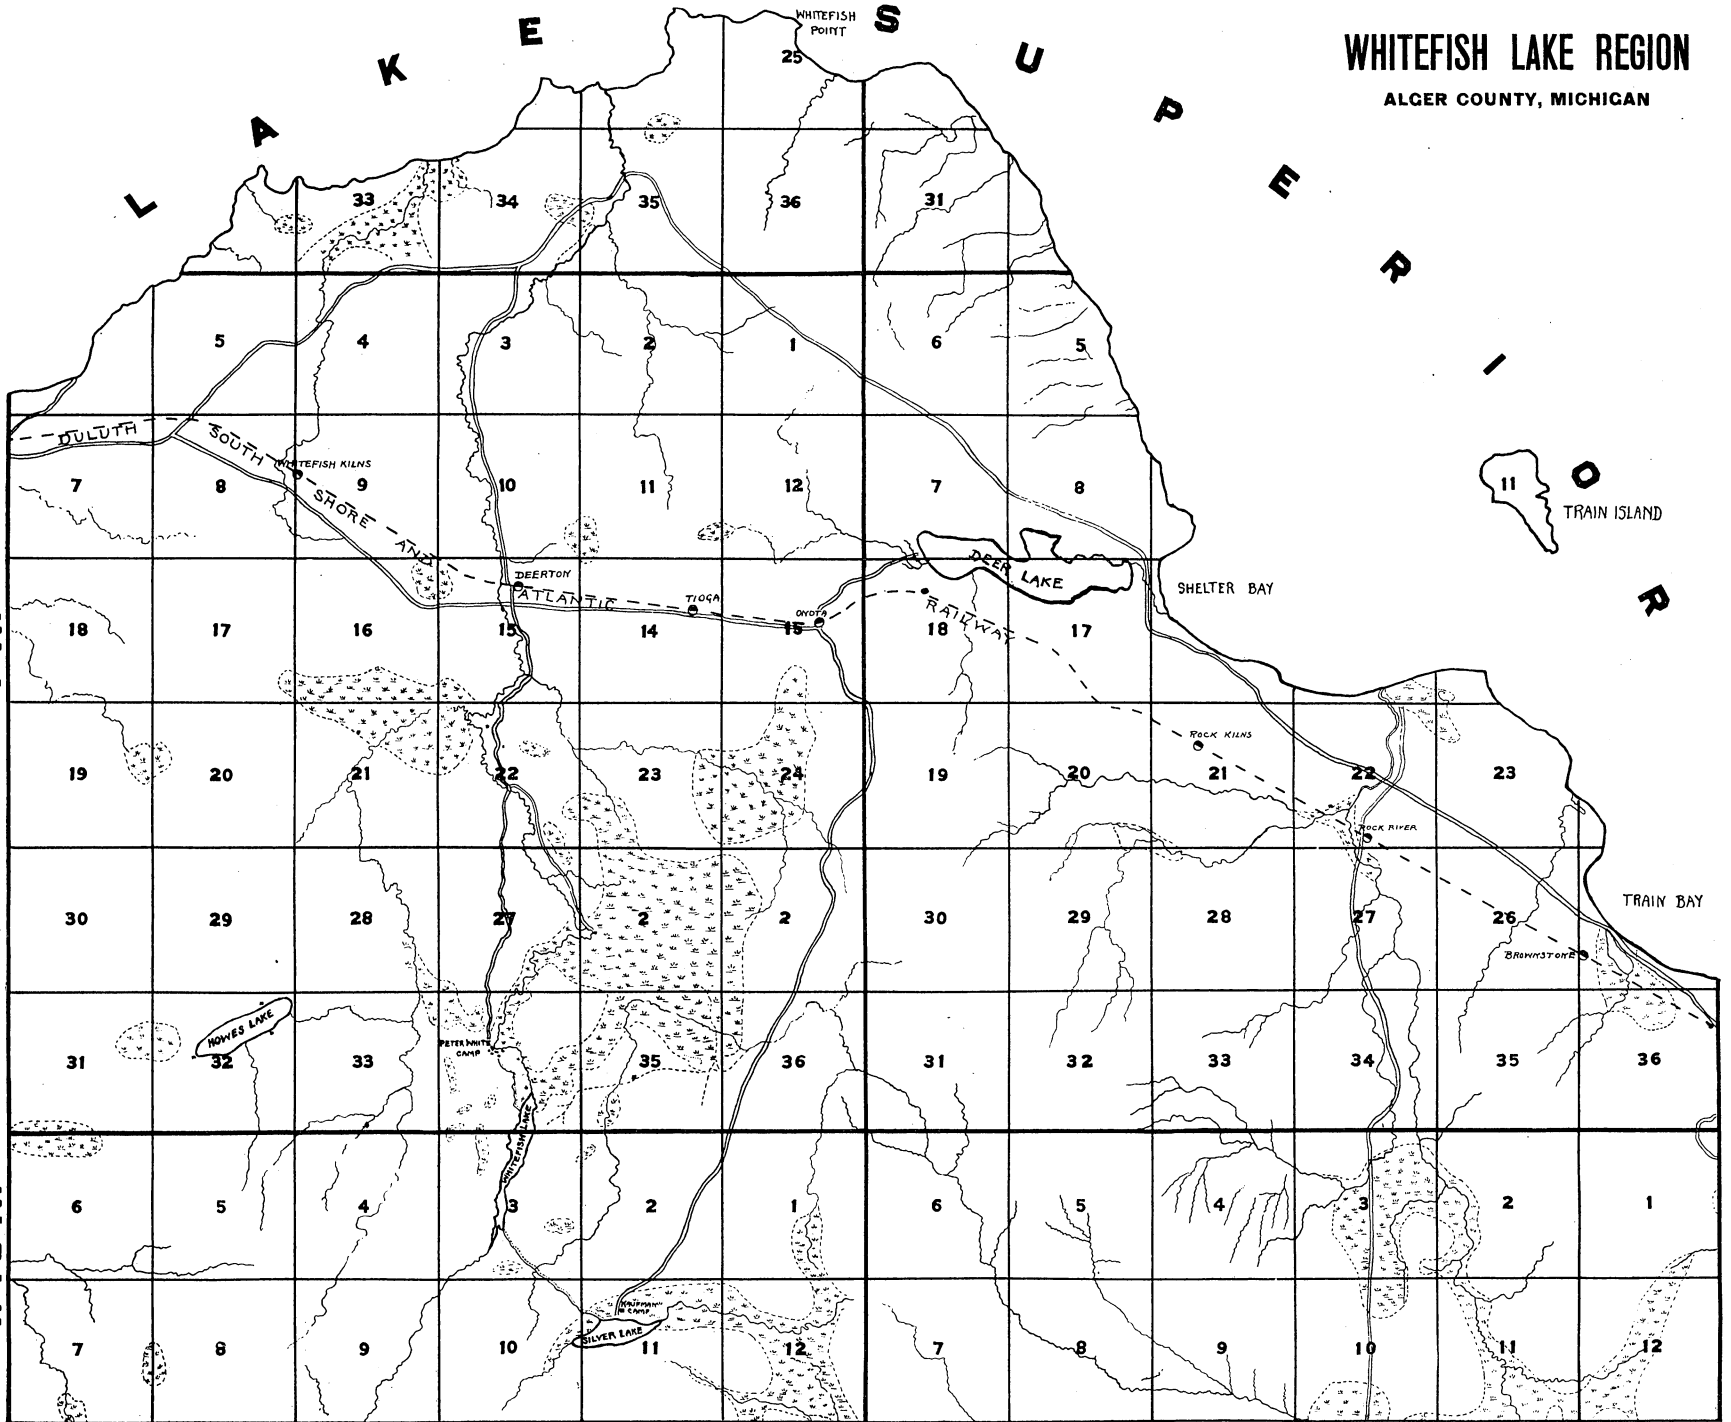 WHITEFISH LAKE REGION
ALGER COUNTY, MICHIGAN
LAKE SUPERIOR
WHITEFISH
POINT
25
33 34 35 36 31
5 4 3 2 1 6 5
DULUTH SOUTH SHORE AND ATLANTIC RAILWAY
WHITEFISH KILNS
7 8 9 10 11 12 7 8
11
TRAIN ISLAND
DEER LAKE
SHELTER BAY
DEERTON
TIOGA
ONOTA
18 17 16 15 14 15 18 17
ROCK KILNS
19 20 21 22 23 24 19 20 21 22 23
ROCK RIVER
TRAIN BAY
30 29 28 27 2 2 30 29 28 27 26
BROWNSTONE
HOWES LAKE
PETER WHITE
CAMP
31 32 33 35 36 31 32 33 34 35 36
WHITEFISH LAKE
6 5 4 3 2 1 6 5 4 3 2 1
KAUFMAN
CAMP
SILVER LAKE
7 8 9 10 11 12 7 8 9 10 11 12